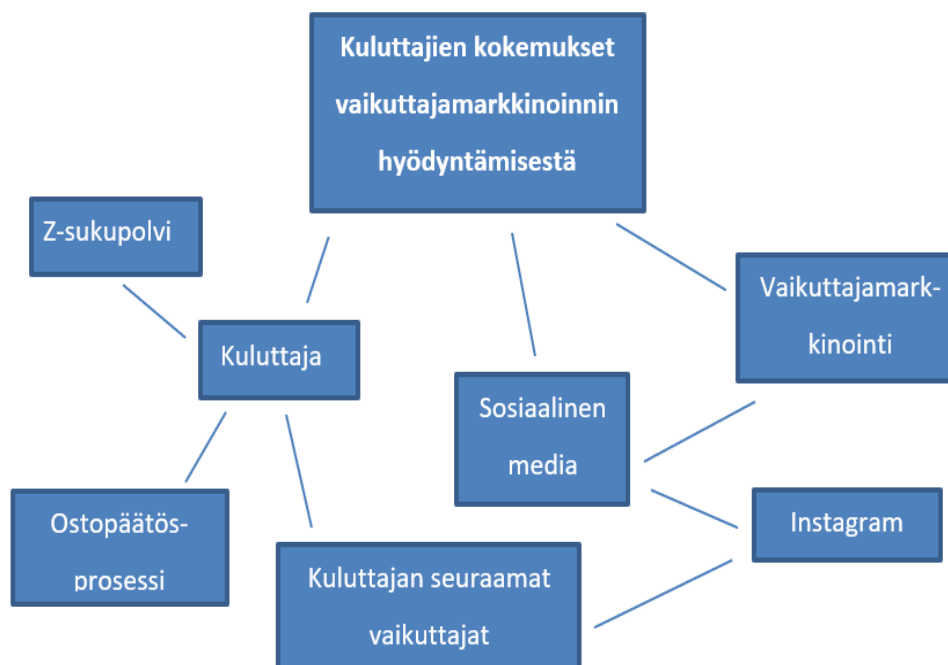 Kuluttajien kokemukset
vaikuttajamarkkinoinnin
hyödyntämisestä
Z-sukupolvi
Vaikuttajamark-
kinointi
Kuluttaja
Sosiaalinen
media
Ostopäätös-
prosessi
Instagram
Kuluttajan seuraamat
vaikuttajat